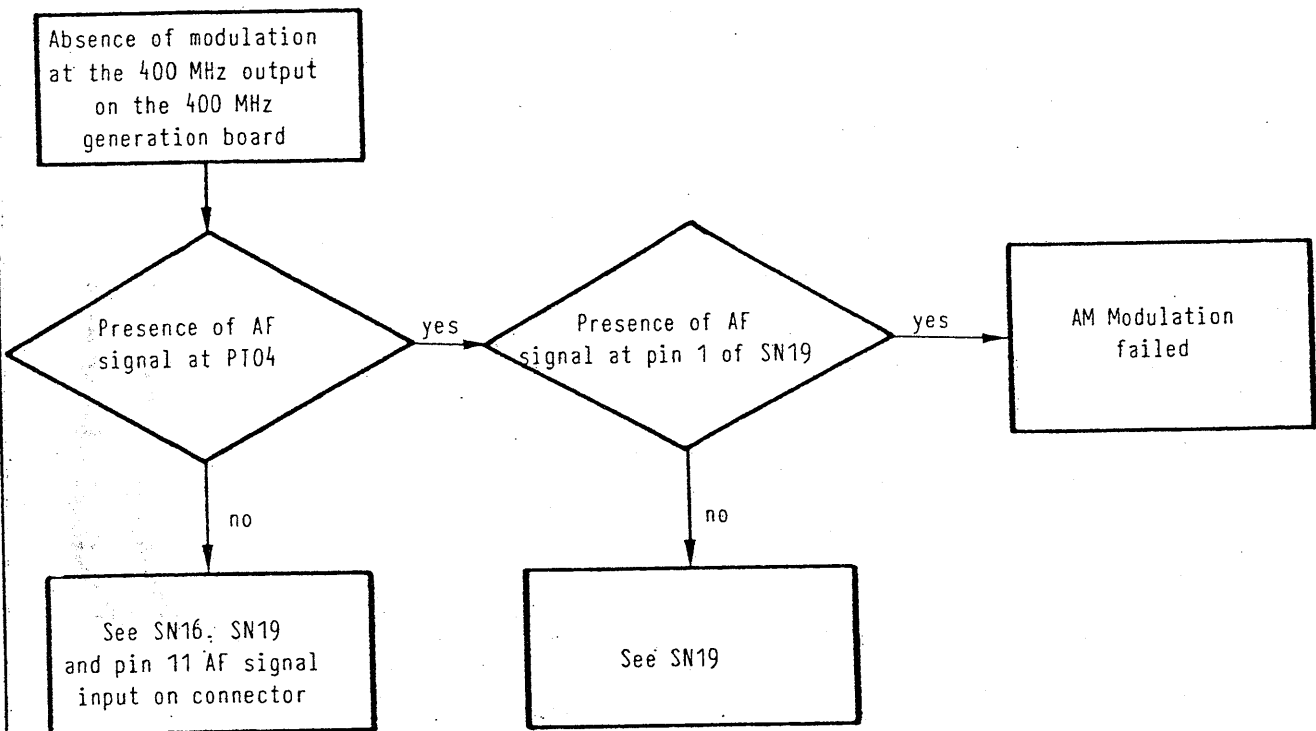 Absence of modulation
at the 400 MHz output
on the 400 MHz
generation board
Presence of AF
signal at PT04
yes
Presence of AF
signal at pin 1 of SN19
yes
AM Modulation
failed
no
no
See SN16, SN19
and pin 11 AF signal
input on connector
See SN19